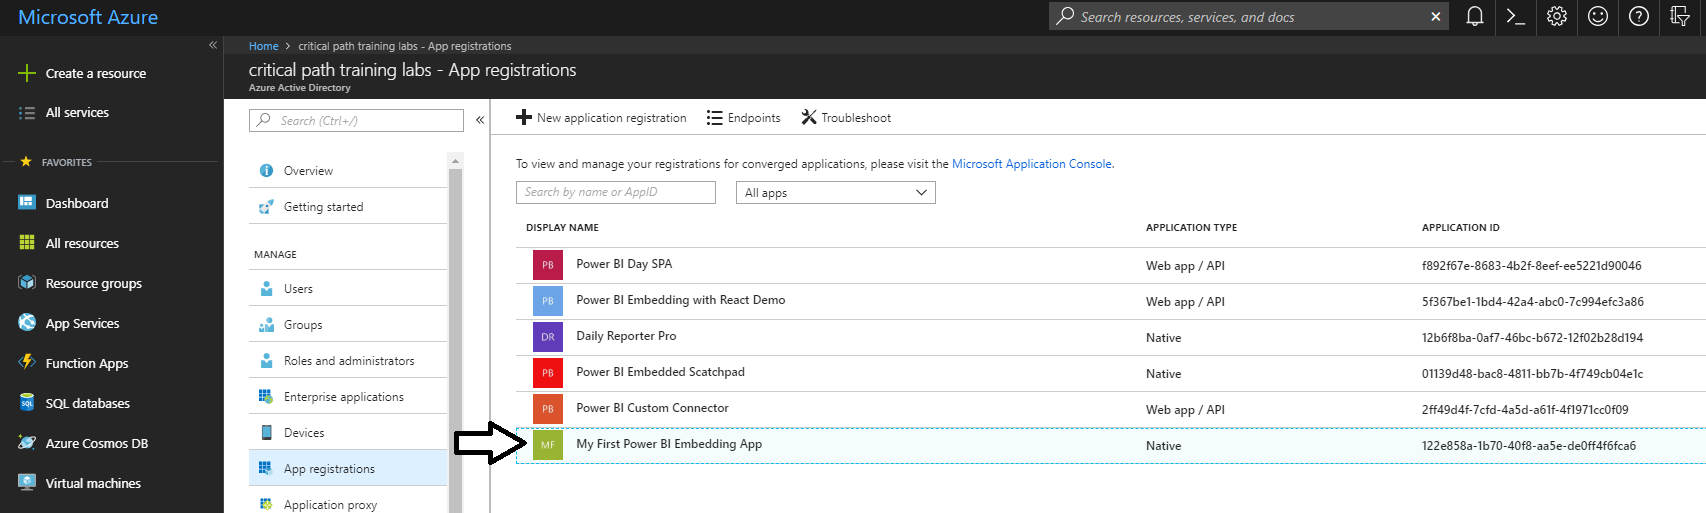 Microsoft Azure
Search resources, services, and docs
Home > critical path training labs - App registrations
critical path training labs - App registrations
Azure Active Directory
Create a resource
All services
FAVORITES
Dashboard
All resources
Resource groups
App Services
Function Apps
SQL databases
Azure Cosmos DB
Virtual machines
Search (Ctrl+/)
Overview
Getting started
MANAGE
Users
Groups
Roles and administrators
Enterprise applications
Devices
App registrations
Application proxy
New application registration Endpoints Troubleshoot
To view and manage your registrations for converged applications, please visit the Microsoft Application Console.
Search by name or AppID All apps
DISPLAY NAME APPLICATION TYPE APPLICATION ID
PB Power BI Day SPA Web app / API f892f67e-8683-4b2f-8eef-ee5221d90046
PB Power BI Embedding with React Demo Web app / API 5f367be1-1bd4-42a4-abc0-7c994efc3a86
DR Daily Reporter Pro Native 12b6f8ba-0af7-46bc-b672-12f02b28d194
PB Power BI Embedded Scatchpad Native 01139d48-bac8-4811-bb7b-4f749cb04e1c
PB Power BI Custom Connector Web app / API 2ff49d4f-7cfd-4a5d-a61f-4f1971cc0f09
MF My First Power BI Embedding App Native 122e858a-1b70-40f8-aa5e-de0ff4f6fca6